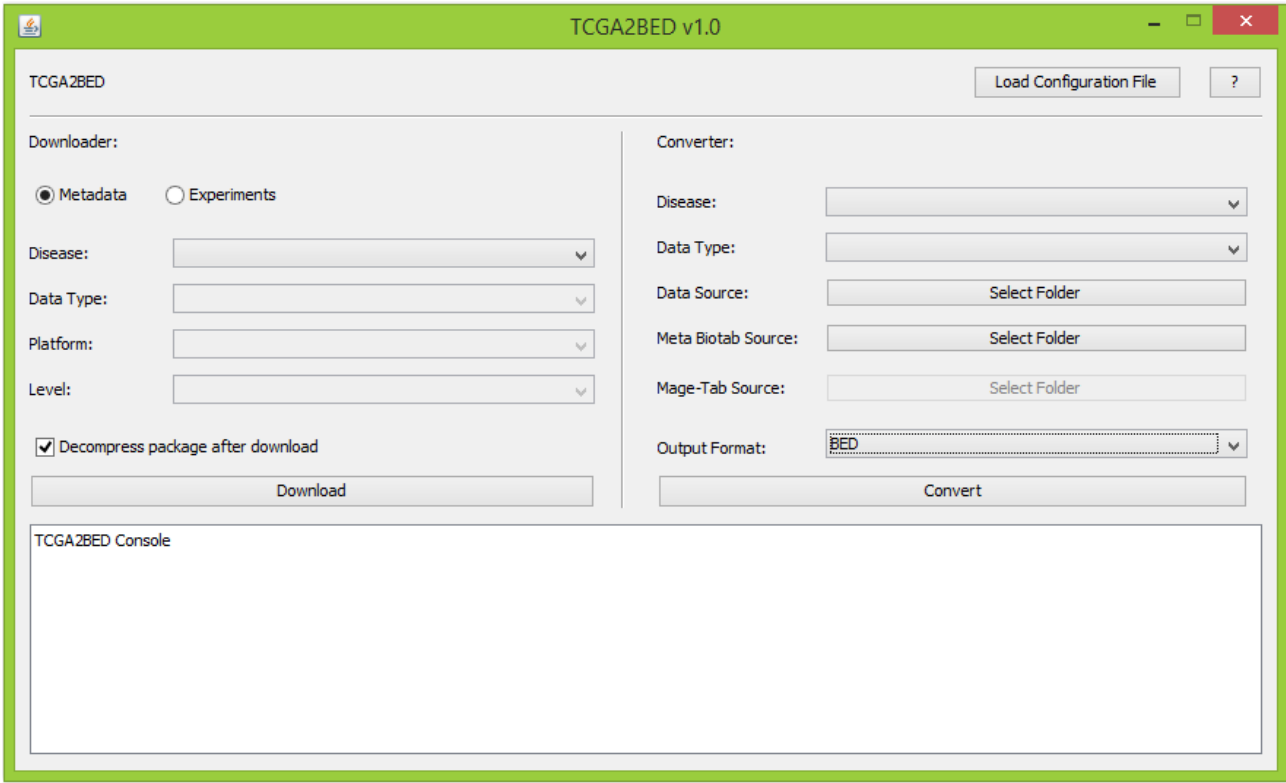 TCGA2BED v1.0
TCGA2BED
Load Configuration File
?
Downloader:
Metadata
Experiments
Disease:
Data Type:
Platform:
Level:
Decompress package after download
Download
Converter:
Disease:
Data Type:
Data Source:
Select Folder
Meta Biotab Source:
Select Folder
Mage-Tab Source:
Select Folder
Output Format:
BED
Convert
TCGA2BED Console